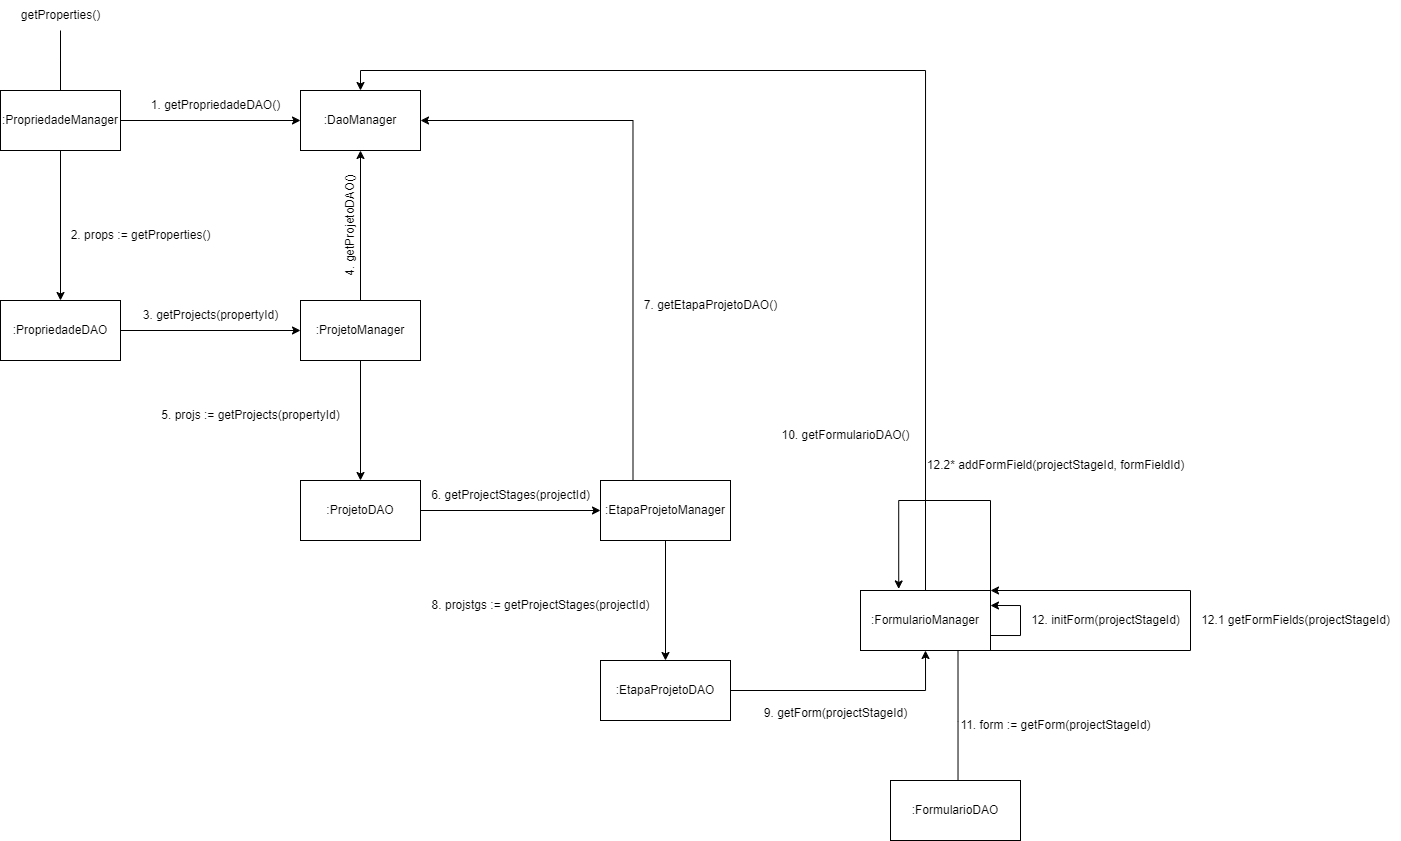 getProperties()
:PropriedadeManager
1. getPropriedadeDAO()
:DaoManager
4. getProjetoDAO()
2. props := getProperties()
:PropriedadeDAO
3. getProjects(propertyId)
:ProjetoManager
7. getEtapaProjetoDAO()
5. projs := getProjects(propertyId)
10. getFormularioDAO()
12.2* addFormField(projectStageId, formFieldId)
:ProjetoDAO
6. getProjectStages(projectId)
:EtapaProjetoManager
8. projstgs := getProjectStages(projectId)
:FormularioManager
12. initForm(projectStageId)
12.1 getFormFields(projectStageId)
:EtapaProjetoDAO
9. getForm(projectStageId)
11. form := getForm(projectStageId)
:FormularioDAO